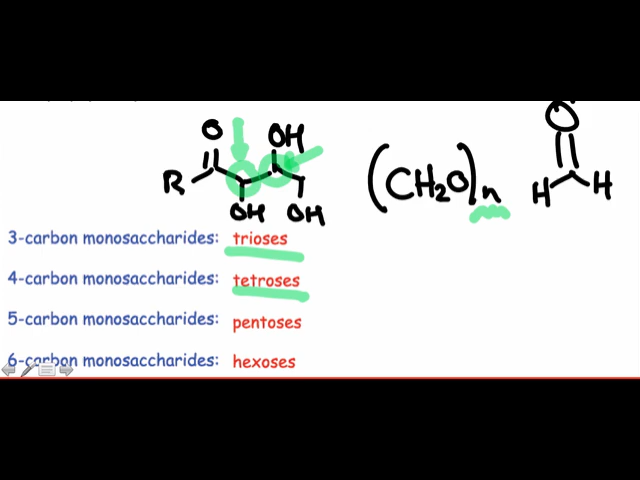 O
OH
R
OH
OH
(CH₂O)n
O
H
H
3-carbon monosaccharides: trioses
4-carbon monosaccharides: tetroses
5-carbon monosaccharides: pentoses
6-carbon monosaccharides: hexoses